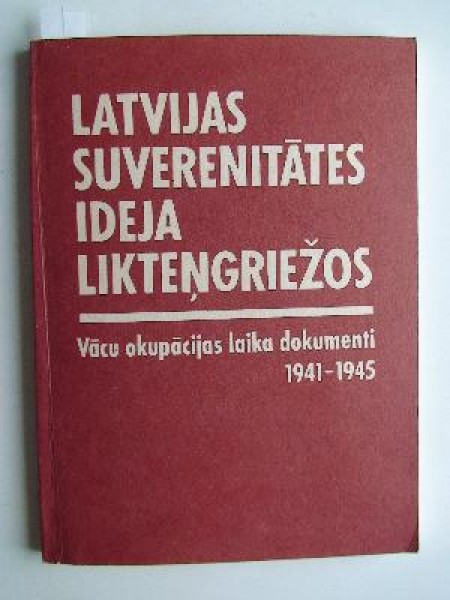 LATVIJAS
SUVERENITĀTES
IDEJA
LIKTEŅGRIEŽOS
Vācu okupācijas laika dokumenti
1941-1945